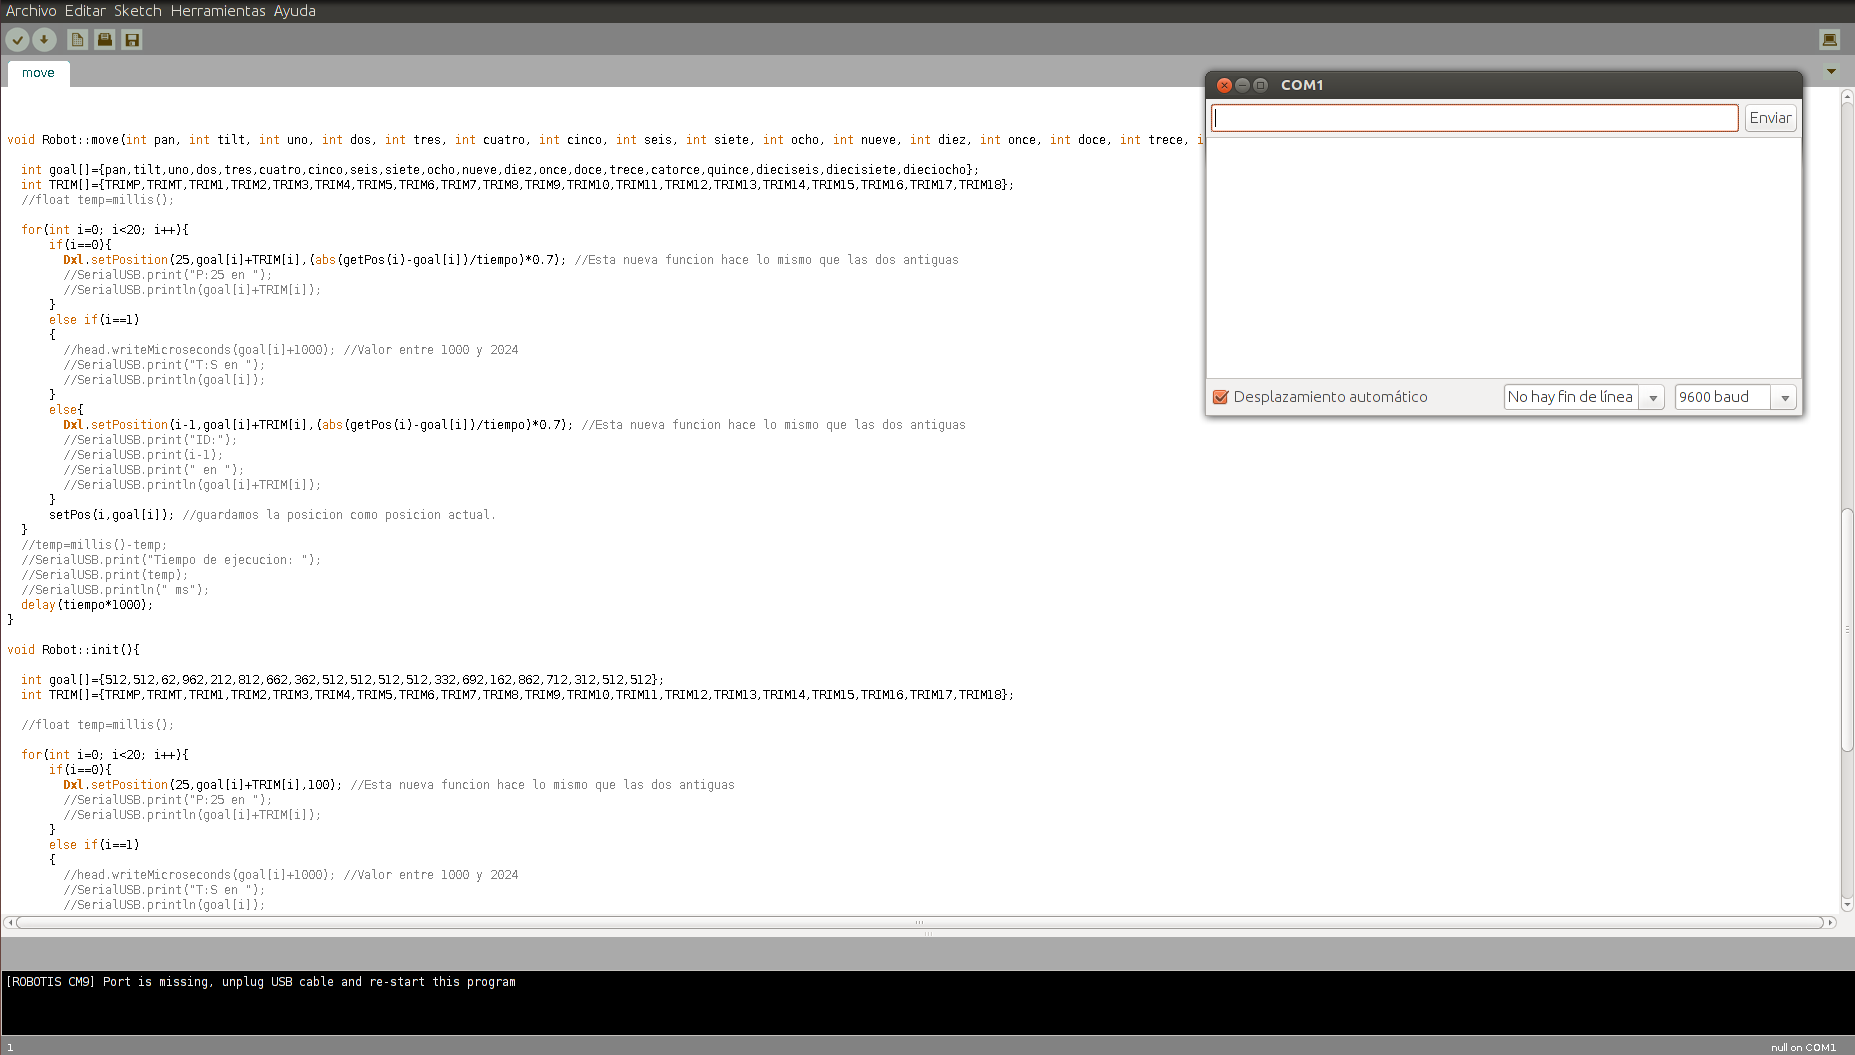 Archivo Editar Sketch Herramientas Ayuda
move
void Robot::move(int pan, int tilt, int uno, int dos, int tres, int cuatro, int cinco, int seis, int siete, int ocho, int nueve, int diez, int once, int doce, int trece, i
int goal[]={pan,tilt,uno,dos,tres,cuatro,cinco,seis,siete,ocho,nueve,diez,once,doce,trece,catorce,quince,dieciseis,diecisiete,dieciocho};
int TRIM[]={TRIMP,TRIMT,TRIM1,TRIM2,TRIM3,TRIM4,TRIM5,TRIM6,TRIM7,TRIM8,TRIM9,TRIM10,TRIM11,TRIM12,TRIM13,TRIM14,TRIM15,TRIM16,TRIM17,TRIM18};
//float temp=millis();
for(int i=0; i<20; i++){
if(i==0){
Dxl.setPosition(25,goal[i]+TRIM[i],(abs(getPos(i)-goal[i])/tiempo)*0.7); //Esta nueva funcion hace lo mismo que las dos antiguas
//SerialUSB.print("P:25 en ");
//SerialUSB.println(goal[i]+TRIM[i]);
}
else if(i==1)
{
//head.writeMicroseconds(goal[i]+1000); //Valor entre 1000 y 2024
//SerialUSB.print("T:S en ");
//SerialUSB.println(goal[i]);
}
else{
Dxl.setPosition(i-1,goal[i]+TRIM[i],(abs(getPos(i)-goal[i])/tiempo)*0.7); //Esta nueva funcion hace lo mismo que las dos antiguas
//SerialUSB.print("ID:");
//SerialUSB.print(i-1);
//SerialUSB.print(" en ");
//SerialUSB.println(goal[i]+TRIM[i]);
}
setPos(i,goal[i]); //guardamos la posicion como posicion actual.
}
//temp=millis()-temp;
//SerialUSB.print("Tiempo de ejecucion: ");
//SerialUSB.print(temp);
//SerialUSB.println(" ms");
delay(tiempo*1000);
}
void Robot::init(){
int goal[]={512,512,62,962,212,812,662,362,512,512,512,512,332,692,162,862,712,312,512,512};
int TRIM[]={TRIMP,TRIMT,TRIM1,TRIM2,TRIM3,TRIM4,TRIM5,TRIM6,TRIM7,TRIM8,TRIM9,TRIM10,TRIM11,TRIM12,TRIM13,TRIM14,TRIM15,TRIM16,TRIM17,TRIM18};
//float temp=millis();
for(int i=0; i<20; i++){
if(i==0){
Dxl.setPosition(25,goal[i]+TRIM[i],100); //Esta nueva funcion hace lo mismo que las dos antiguas
//SerialUSB.print("P:25 en ");
//SerialUSB.println(goal[i]+TRIM[i]);
}
else if(i==1)
{
//head.writeMicroseconds(goal[i]+1000); //Valor entre 1000 y 2024
//SerialUSB.print("T:S en ");
//SerialUSB.println(goal[i]);
COM1
Enviar
Desplazamiento automático
No hay fin de línea
9600 baud
[ROBOTIS CM9] Port is missing, unplug USB cable and re-start this program
1
null on COM1